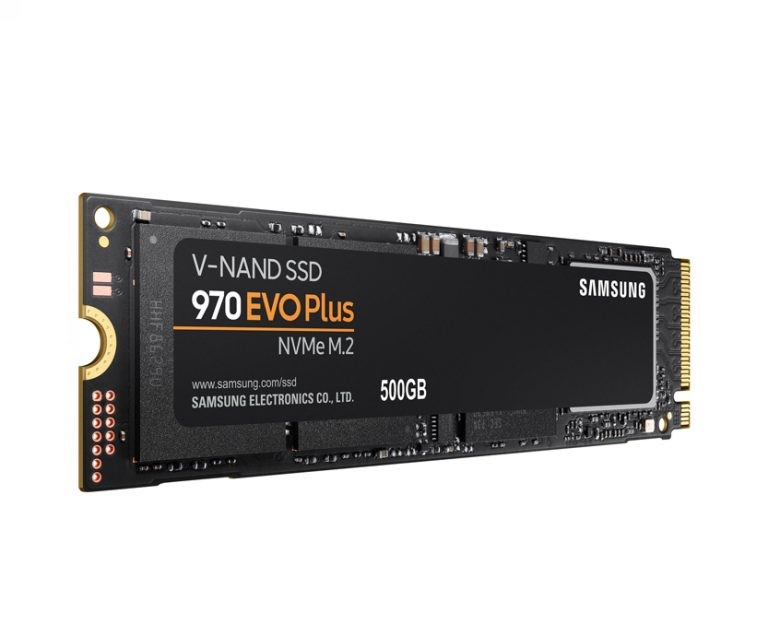 V-NAND SSD
970 EVO Plus
NVMe M.2
www.samsung.com/ssd
SAMSUNG ELECTRONICS CO., LTD.
500GB
SAMSUNG